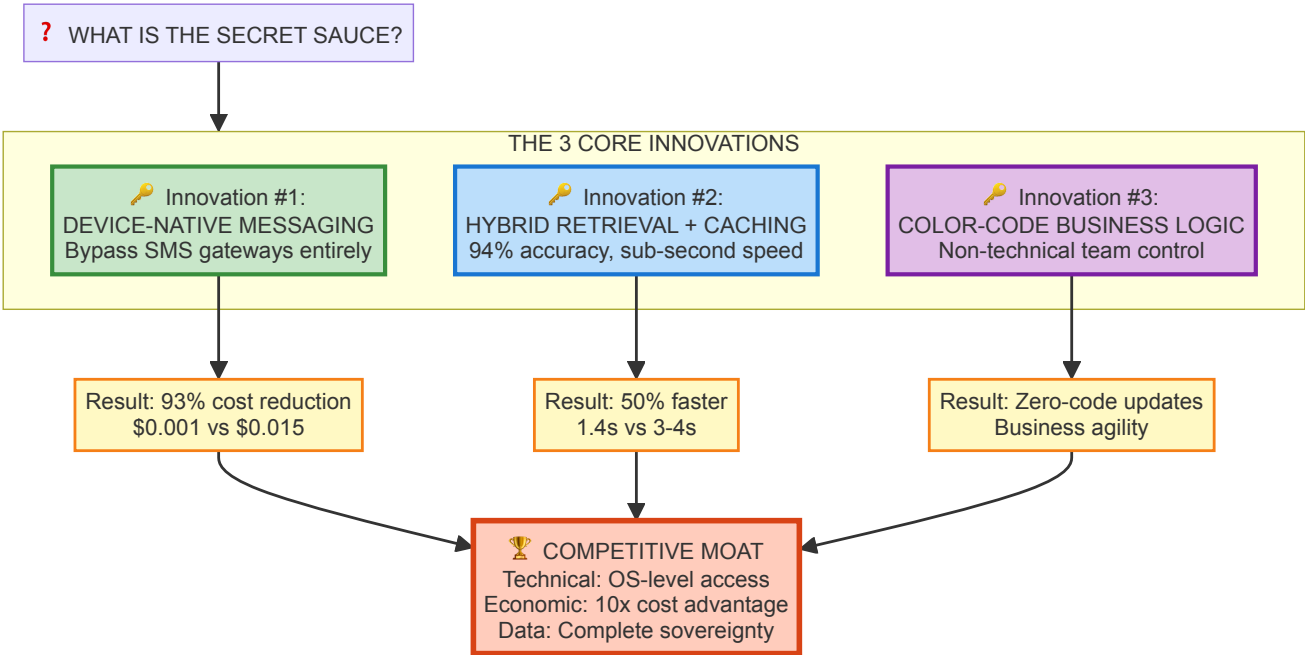 ❓ WHAT IS THE SECRET SAUCE?
THE 3 CORE INNOVATIONS
🔑 Innovation #1:
DEVICE-NATIVE MESSAGING
Bypass SMS gateways entirely
🔑 Innovation #2:
HYBRID RETRIEVAL + CACHING
94% accuracy, sub-second speed
🔑 Innovation #3:
COLOR-CODE BUSINESS LOGIC
Non-technical team control
Result: 93% cost reduction
$0.001 vs $0.015
Result: 50% faster
1.4s vs 3-4s
Result: Zero-code updates
Business agility
🏆 COMPETITIVE MOAT
Technical: OS-level access
Economic: 10x cost advantage
Data: Complete sovereignty